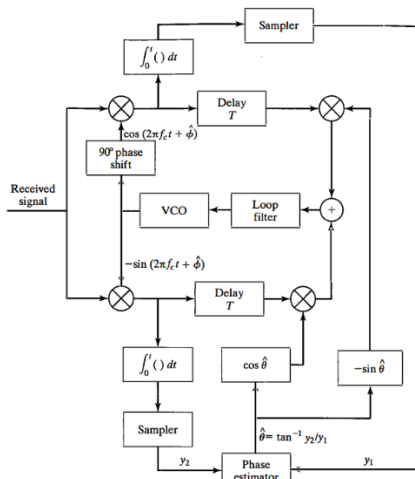 Sampler
∫₀ᵗ ( ) dt
Delay
T
cos (2πf_c t + φ̂)
90° phase
shift
Received
signal
VCO
Loop
filter
+
−sin (2πf_c t + φ̂)
Delay
T
∫₀ᵗ ( ) dt
cos θ̂
−sin θ̂
Sampler
θ̂ = tan⁻¹ y₂/y₁
y₂
Phase
estimator
y₁